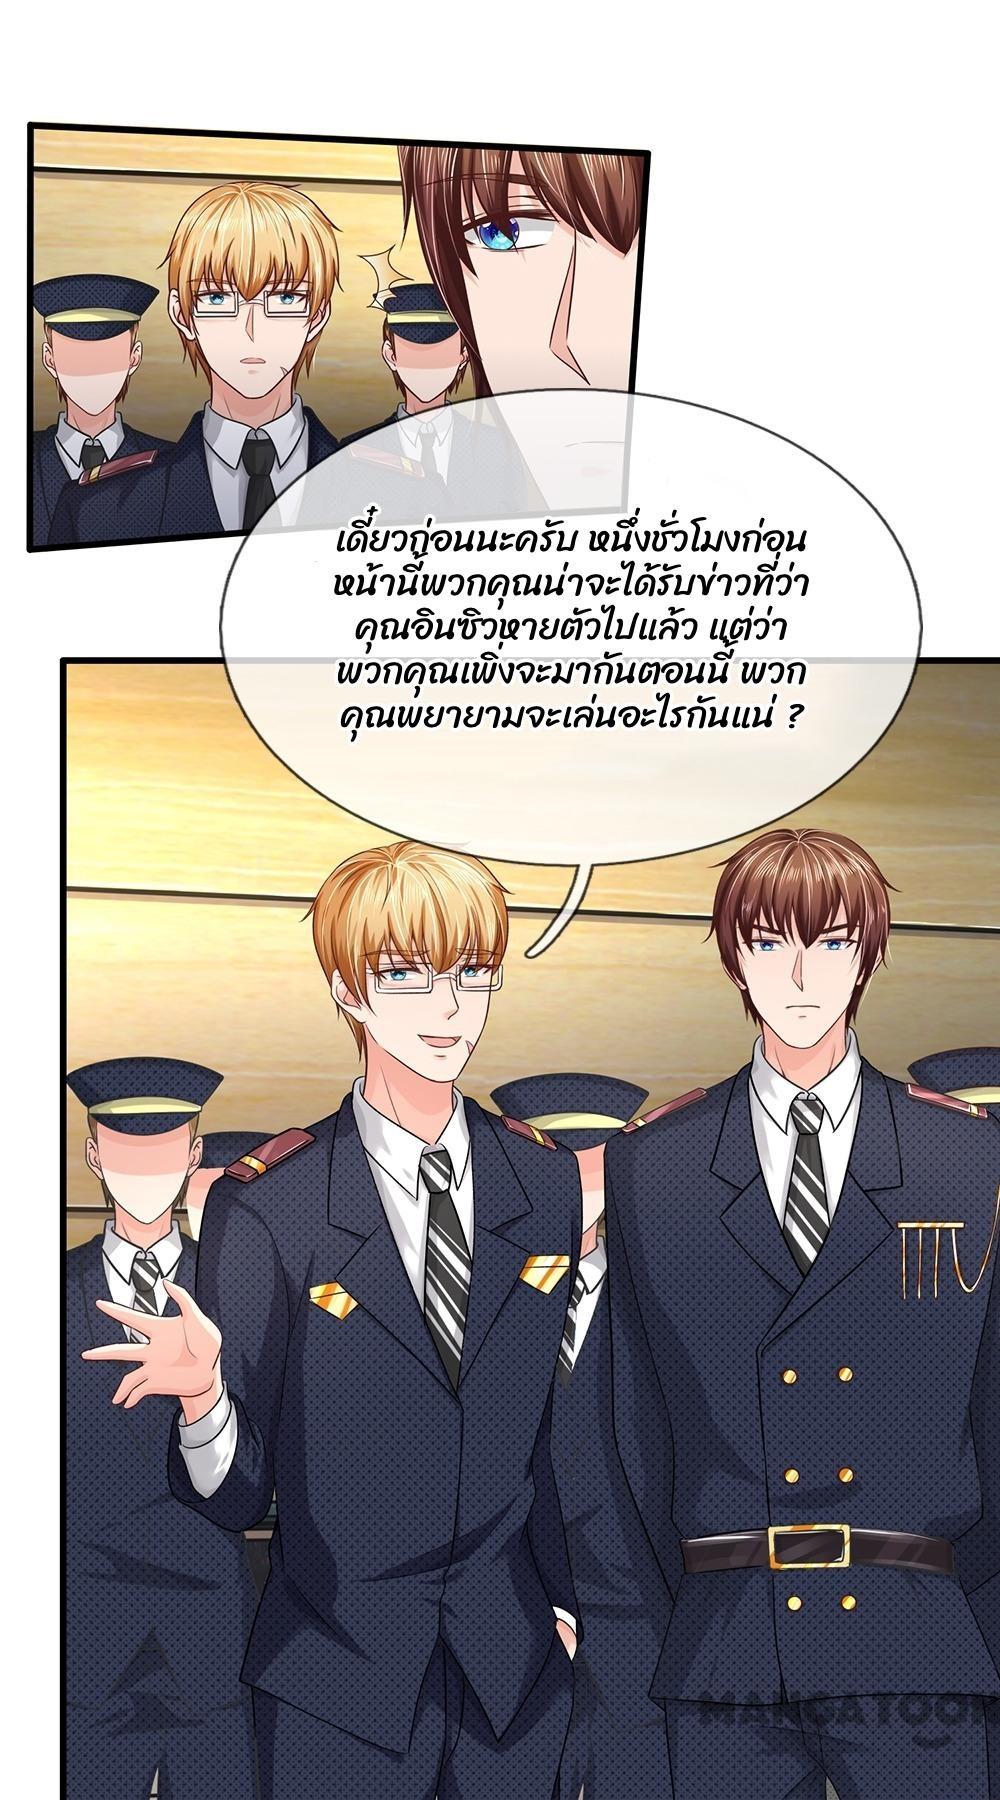 เดี๋ยวก่อนนะครับ หนึ่งชั่วโมงก่อน
หน้านี้พวกคุณน่าจะได้รับข่าวที่ว่า
คุณอินซิวหายตัวไปแล้ว แต่ว่า
พวกคุณเพิ่งจะมากันตอนนี้ พวก
คุณพยายามจะเล่นอะไรกันแน่ ?
MANGATOON